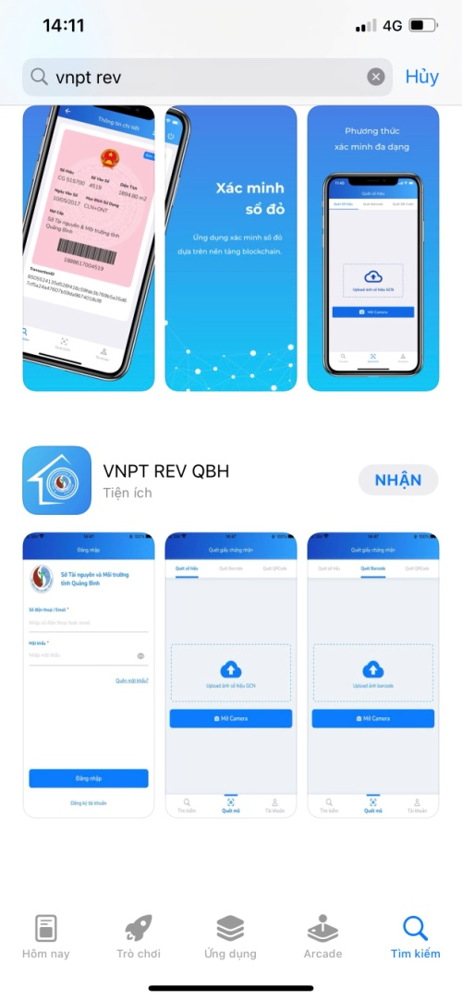 14:11
4G
vnpt rev
Hủy
Thông tin chi tiết
Số Hiệu
Số Vào Sổ
Diện Tích
CG 515700
4519
1894.80 m2
Ngày Vào Sổ
Mục Đích Sử Dụng
10/05/2017
CLN+ONT
Nơi Cấp
Sở Tài nguyên & Môi trường tỉnh
Quảng Bình
1888617004519
TransactionID
Xác minh
sổ đỏ
Ứng dụng xác minh sổ đỏ
dựa trên nền tảng blockchain.
Phương thức
xác minh đa dạng
Quét số hiệu
Upload ảnh số hiệu GCN
Mở Camera
VNPT REV QBH
Tiện ích
NHẬN
Đăng nhập
Sở Tài nguyên và Môi trường
tỉnh Quảng Bình
Số điện thoại / Email *
Nhập số điện thoại hoặc email
Mật khẩu *
Nhập mật khẩu
Quên mật khẩu?
Đăng nhập
Đăng ký tài khoản
Quét giấy chứng nhận
Quét số hiệu Quét Barcode Quét QRCode
Upload ảnh số hiệu GCN
Mở Camera
Tìm kiếm Quét mã Tài khoản
Quét giấy chứng nhận
Quét số hiệu Quét Barcode Quét QRCode
Upload ảnh barcode
Mở Camera
Tìm kiếm Quét mã Tài khoản
Hôm nay Trò chơi Ứng dụng Arcade Tìm kiếm